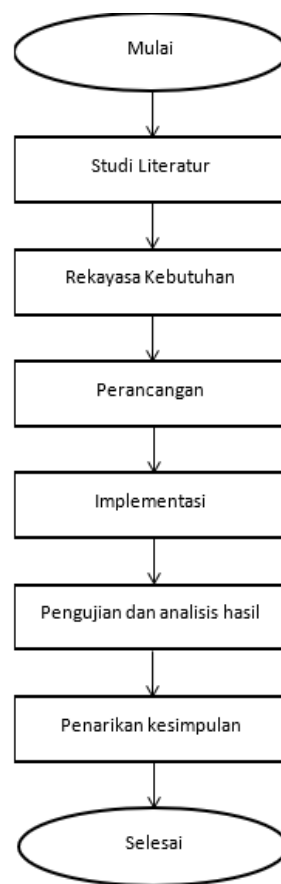 Mulai
Studi Literatur
Rekayasa Kebutuhan
Perancangan
Implementasi
Pengujian dan analisis hasil
Penarikan kesimpulan
Selesai